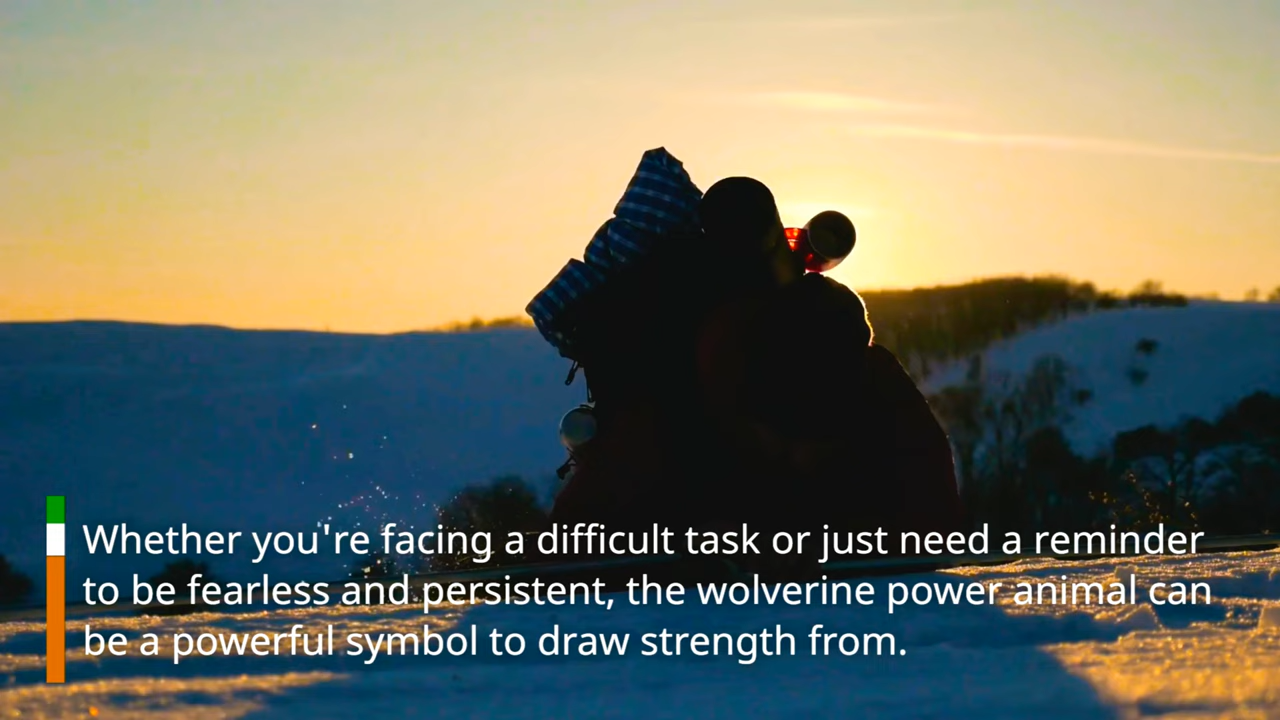 Whether you're facing a difficult task or just need a reminder
to be fearless and persistent, the wolverine power animal can
be a powerful symbol to draw strength from.